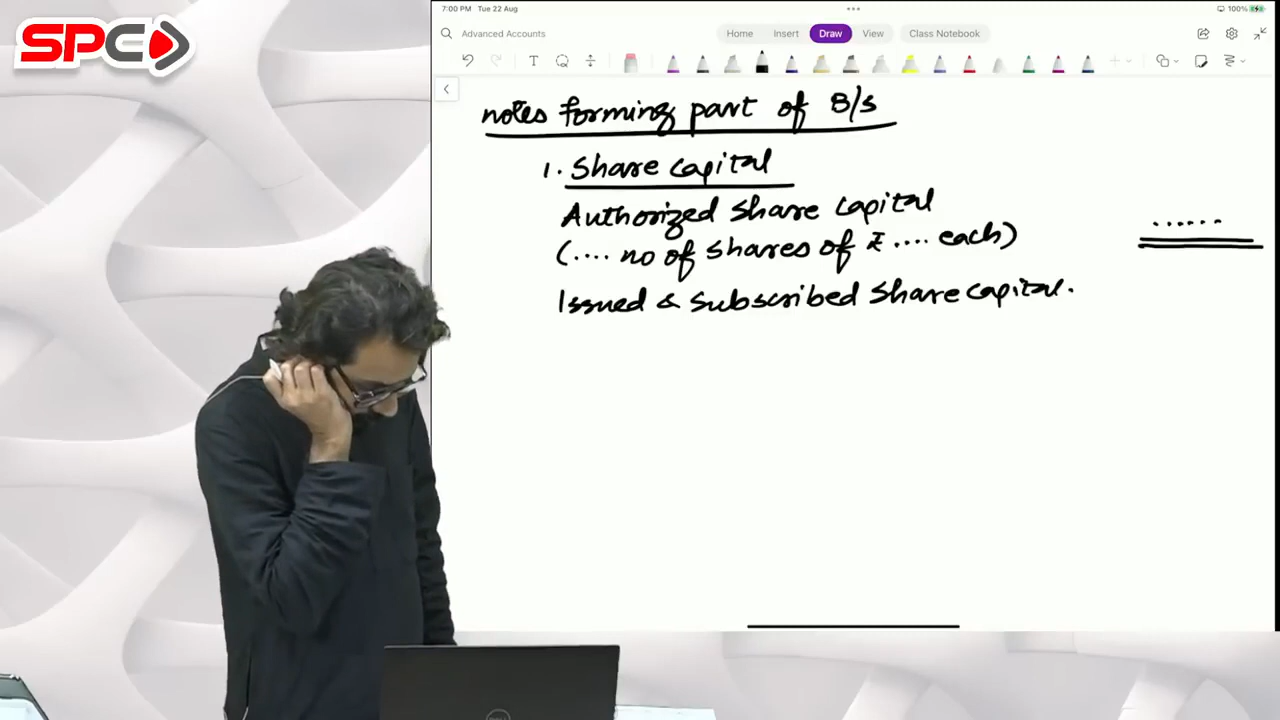 SPC
7:00 PM Tue 22 Aug
100%
Advanced Accounts
Home Insert Draw View Class Notebook
notes forming part of B/s
1. Share capital
Authorized Share capital
(.... no of shares of ₹ .... each)
......
Issued & subscribed Share capital.
DELL